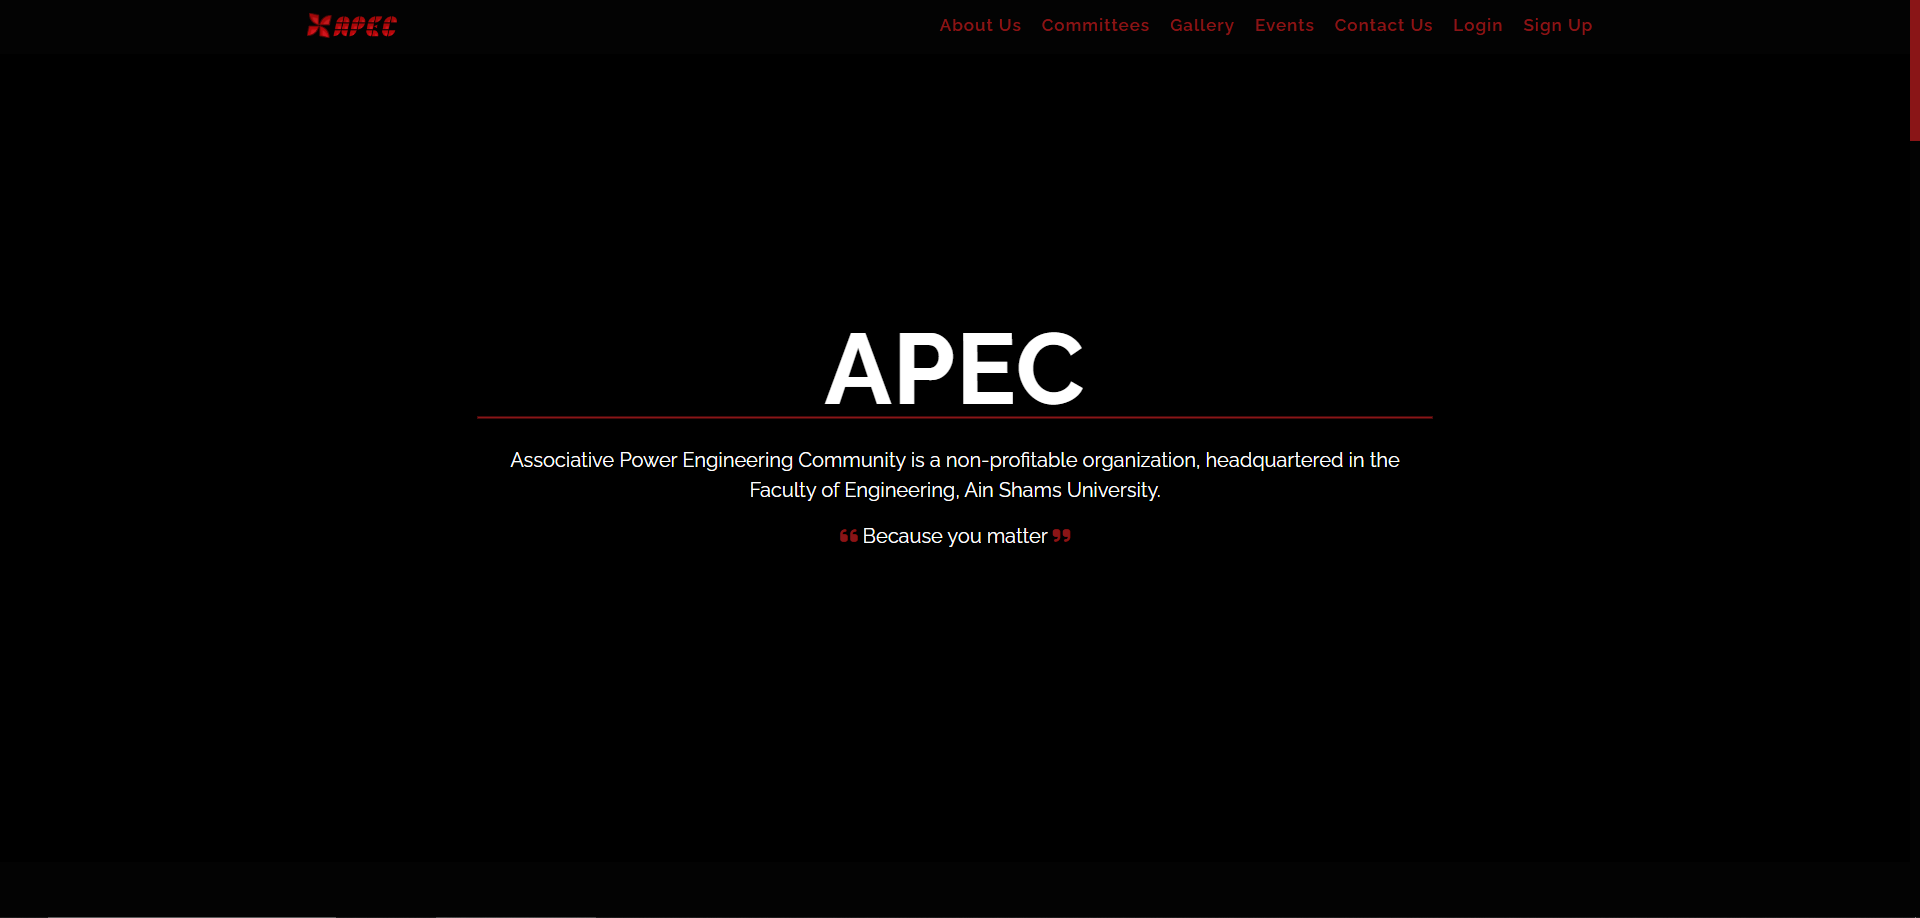 APEC
About Us Committees Gallery Events Contact Us Login Sign Up
APEC
Associative Power Engineering Community is a non-profitable organization, headquartered in the
Faculty of Engineering, Ain Shams University.
“ Because you matter ”